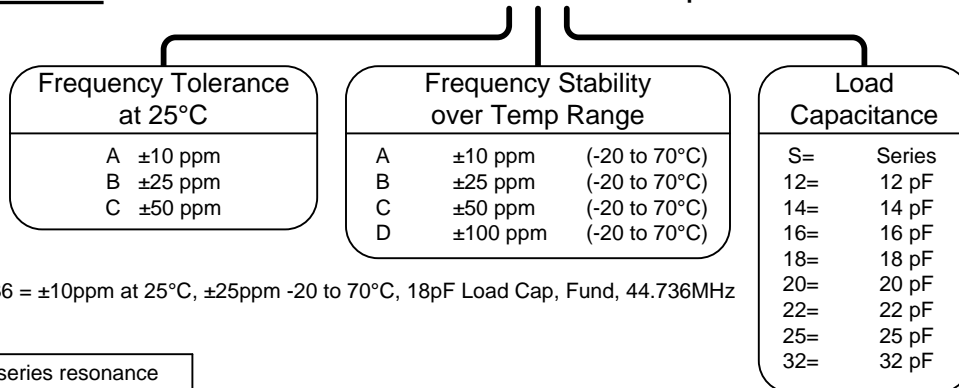 Frequency Tolerance
at 25°C
A ±10 ppm
B ±25 ppm
C ±50 ppm
Frequency Stability
over Temp Range
A ±10 ppm (-20 to 70°C)
B ±25 ppm (-20 to 70°C)
C ±50 ppm (-20 to 70°C)
D ±100 ppm (-20 to 70°C)
Load
Capacitance
S= Series
12= 12 pF
14= 14 pF
16= 16 pF
18= 18 pF
20= 20 pF
22= 22 pF
25= 25 pF
32= 32 pF
6 = ±10ppm at 25°C, ±25ppm -20 to 70°C, 18pF Load Cap, Fund, 44.736MHz
series resonance